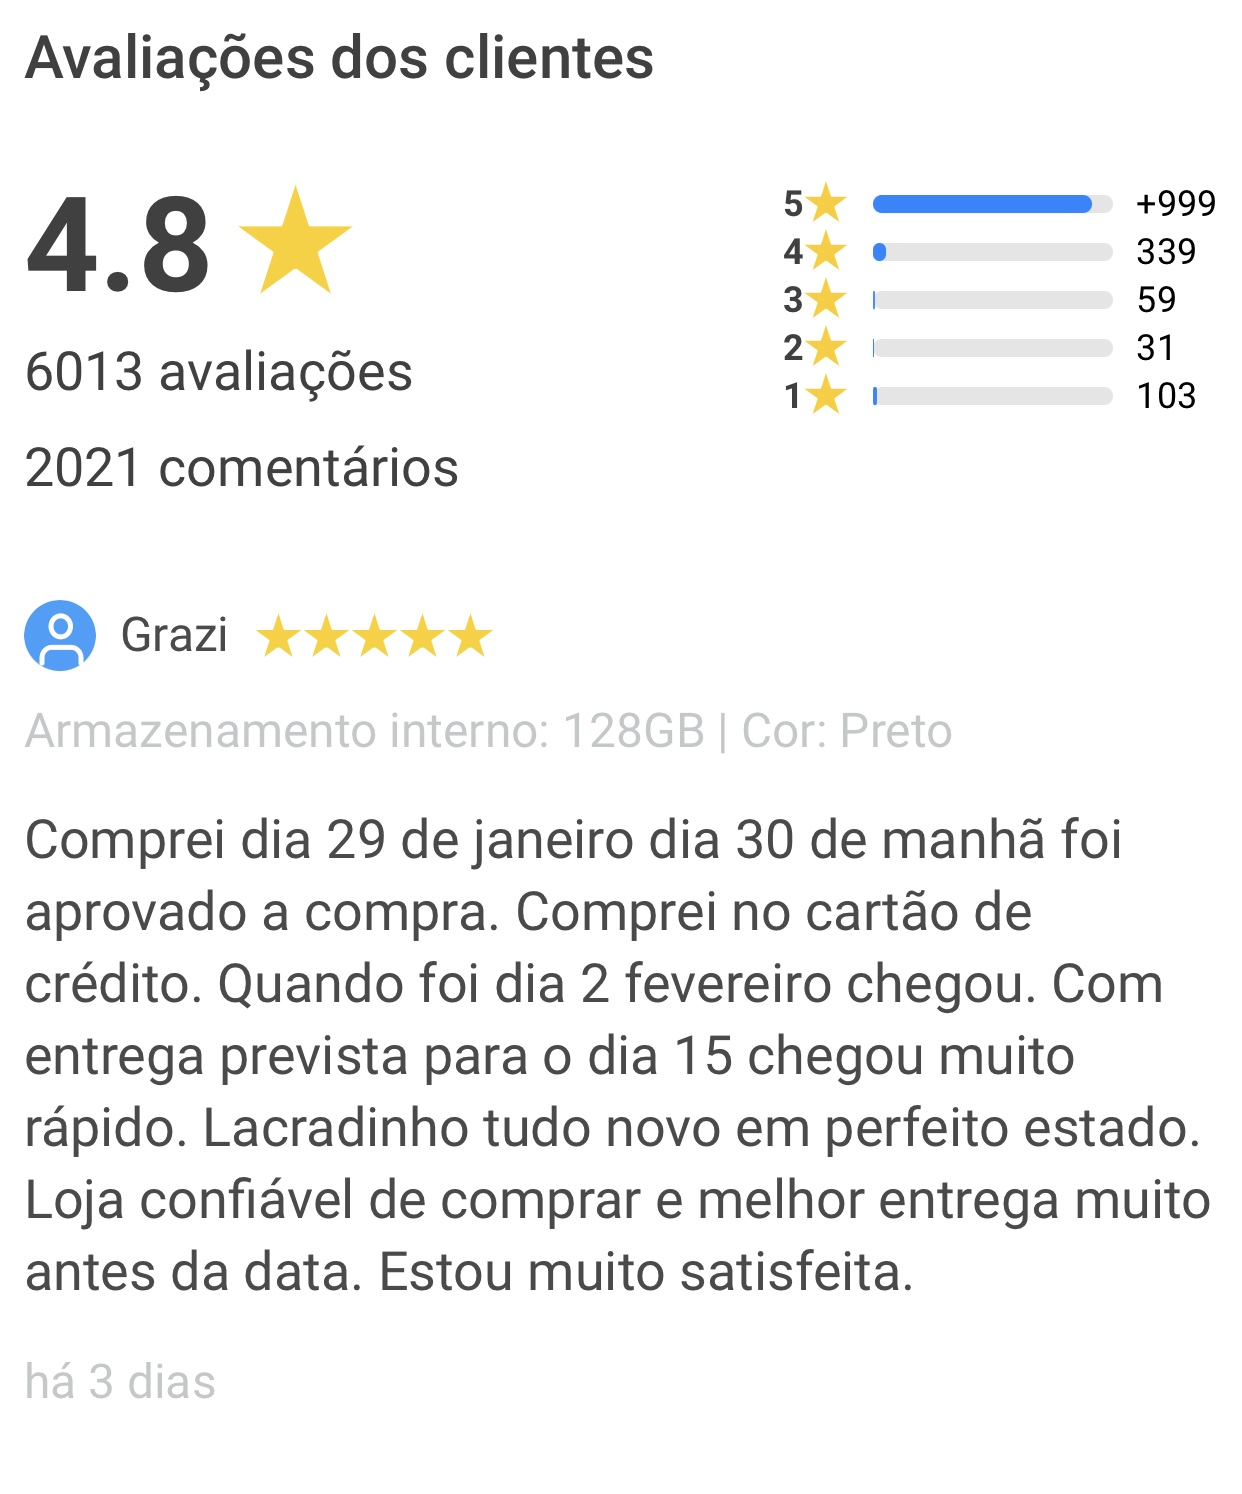 Avaliações dos clientes
4.8
6013 avaliações
2021 comentários
5 +999
4 339
3 59
2 31
1 103
Grazi
Armazenamento interno: 128GB | Cor: Preto
Comprei dia 29 de janeiro dia 30 de manhã foi
aprovado a compra. Comprei no cartão de
crédito. Quando foi dia 2 fevereiro chegou. Com
entrega prevista para o dia 15 chegou muito
rápido. Lacradinho tudo novo em perfeito estado.
Loja confiável de comprar e melhor entrega muito
antes da data. Estou muito satisfeita.
há 3 dias